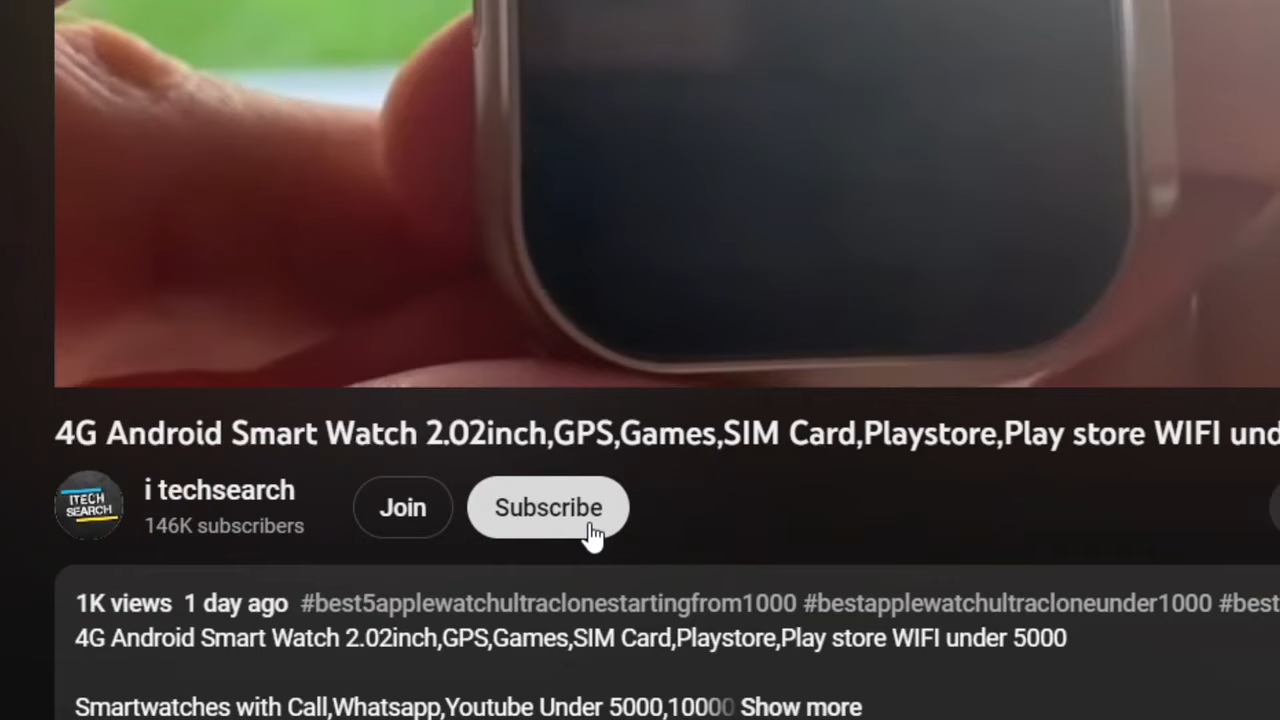 4G Android Smart Watch 2.02inch,GPS,Games,SIM Card,Playstore,Play store WIFI und
ITECH
SEARCH
i techsearch
146K subscribers
Join
Subscribe
1K views 1 day ago #best5applewatchultraclonestartingfrom1000 #bestapplewatchultracloneunder1000 #best
4G Android Smart Watch 2.02inch,GPS,Games,SIM Card,Playstore,Play store WIFI under 5000
Smartwatches with Call,Whatsapp,Youtube Under 5000,10000 Show more